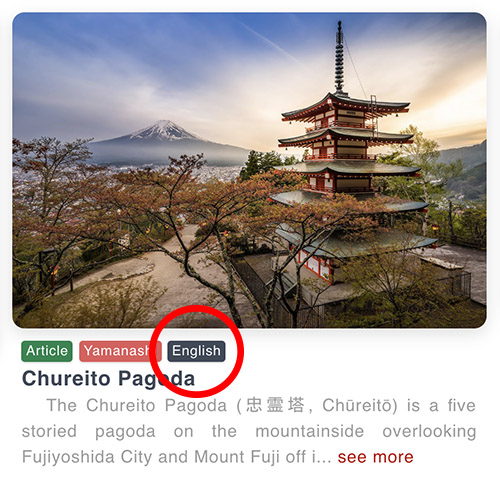 Article Yamanashi English
Chureito Pagoda
The Chureito Pagoda (忠霊塔, Chūreitō) is a five
storied pagoda on the mountainside overlooking
Fujiyoshida City and Mount Fuji off i... see more